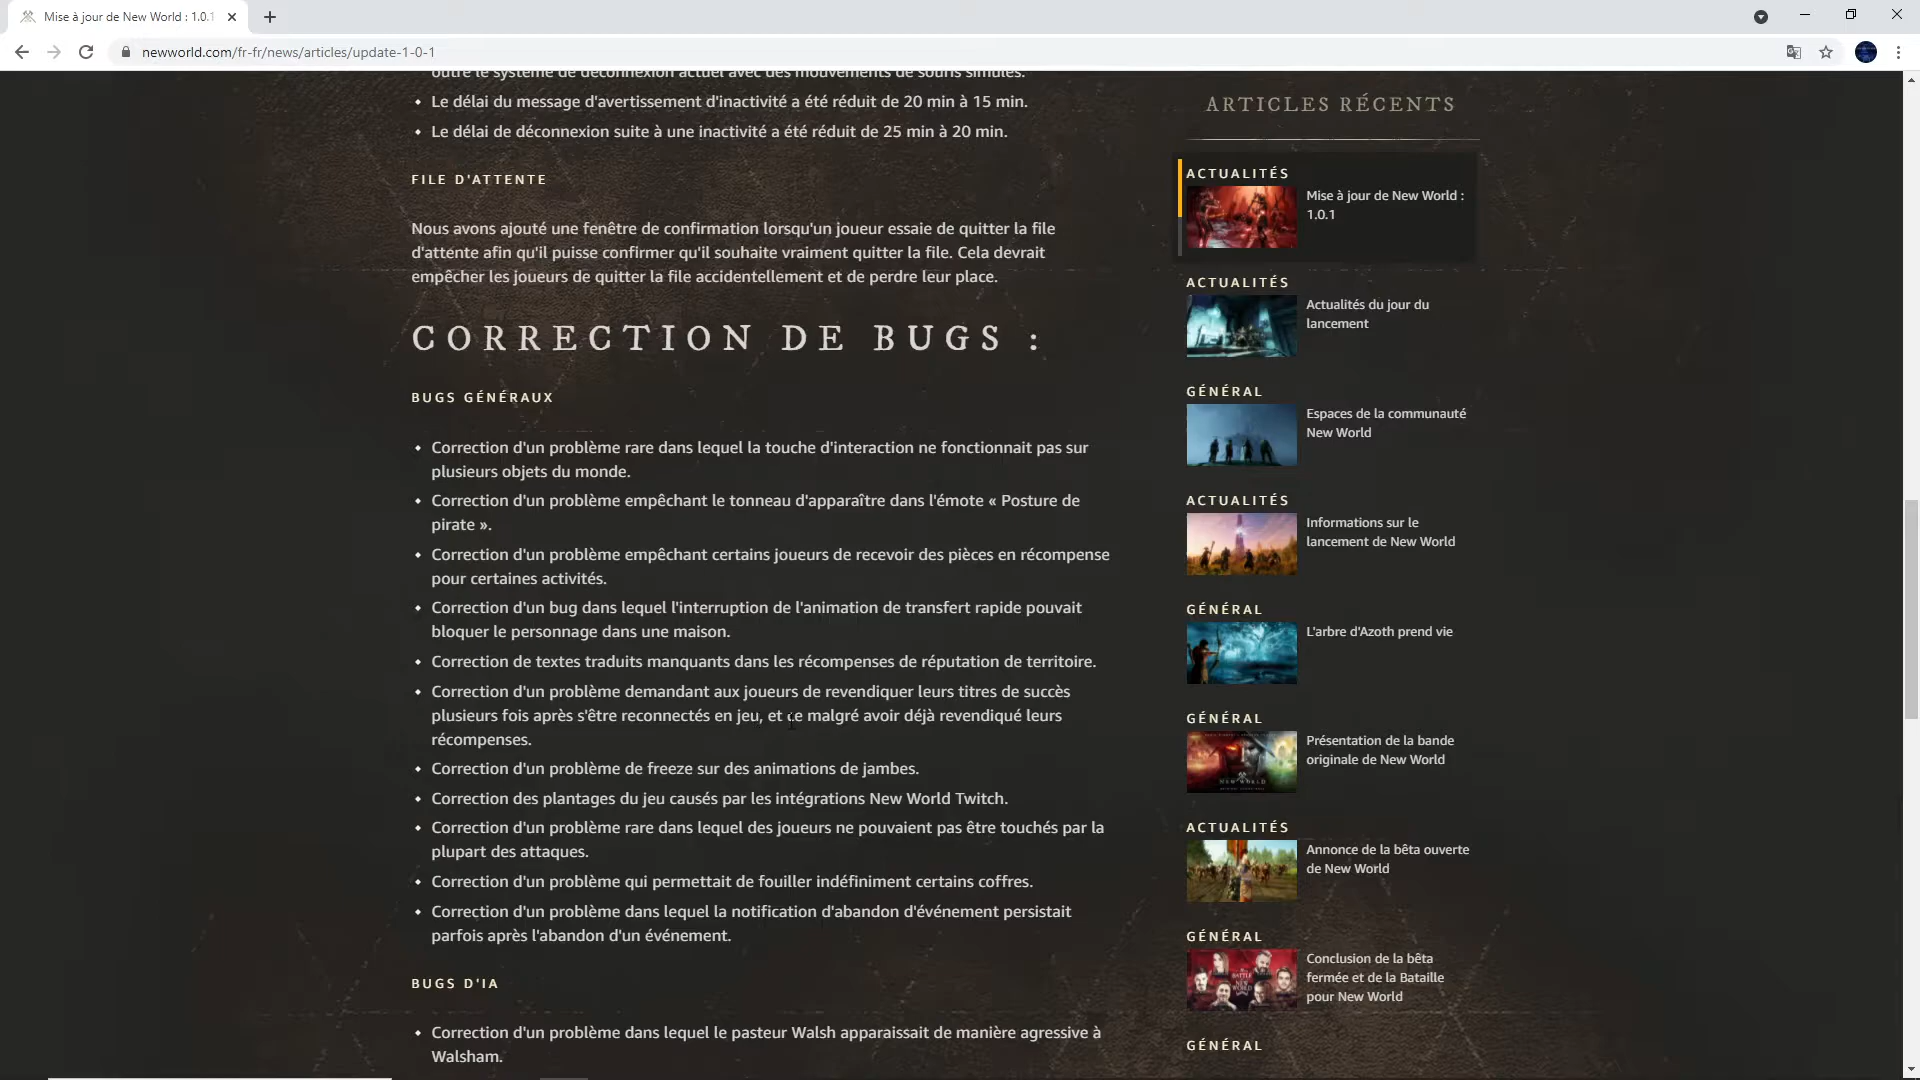 Mise à jour de New World : 1.0.1
newworld.com/fr-fr/news/articles/update-1-0-1
outre le système de déconnexion actuel avec des mouvements de souris simulés.
Le délai du message d'avertissement d'inactivité a été réduit de 20 min à 15 min.
Le délai de déconnexion suite à une inactivité a été réduit de 25 min à 20 min.
FILE D'ATTENTE
Nous avons ajouté une fenêtre de confirmation lorsqu'un joueur essaie de quitter la file
d'attente afin qu'il puisse confirmer qu'il souhaite vraiment quitter la file. Cela devrait
empêcher les joueurs de quitter la file accidentellement et de perdre leur place.
CORRECTION DE BUGS :
BUGS GÉNÉRAUX
Correction d'un problème rare dans lequel la touche d'interaction ne fonctionnait pas sur
plusieurs objets du monde.
Correction d'un problème empêchant le tonneau d'apparaître dans l'émote « Posture de
pirate ».
Correction d'un problème empêchant certains joueurs de recevoir des pièces en récompense
pour certaines activités.
Correction d'un bug dans lequel l'interruption de l'animation de transfert rapide pouvait
bloquer le personnage dans une maison.
Correction de textes traduits manquants dans les récompenses de réputation de territoire.
Correction d'un problème demandant aux joueurs de revendiquer leurs titres de succès
plusieurs fois après s'être reconnectés en jeu, et ce malgré avoir déjà revendiqué leurs
récompenses.
Correction d'un problème de freeze sur des animations de jambes.
Correction des plantages du jeu causés par les intégrations New World Twitch.
Correction d'un problème rare dans lequel des joueurs ne pouvaient pas être touchés par la
plupart des attaques.
Correction d'un problème qui permettait de fouiller indéfiniment certains coffres.
Correction d'un problème dans lequel la notification d'abandon d'événement persistait
parfois après l'abandon d'un événement.
BUGS D'IA
Correction d'un problème dans lequel le pasteur Walsh apparaissait de manière agressive à
Walsham.
ARTICLES RÉCENTS
ACTUALITÉS
Mise à jour de New World :
1.0.1
ACTUALITÉS
Actualités du jour du
lancement
GÉNÉRAL
Espaces de la communauté
New World
ACTUALITÉS
Informations sur le
lancement de New World
GÉNÉRAL
L'arbre d'Azoth prend vie
GÉNÉRAL
Présentation de la bande
originale de New World
ACTUALITÉS
Annonce de la bêta ouverte
de New World
GÉNÉRAL
Conclusion de la bêta
fermée et de la Bataille
pour New World
GÉNÉRAL